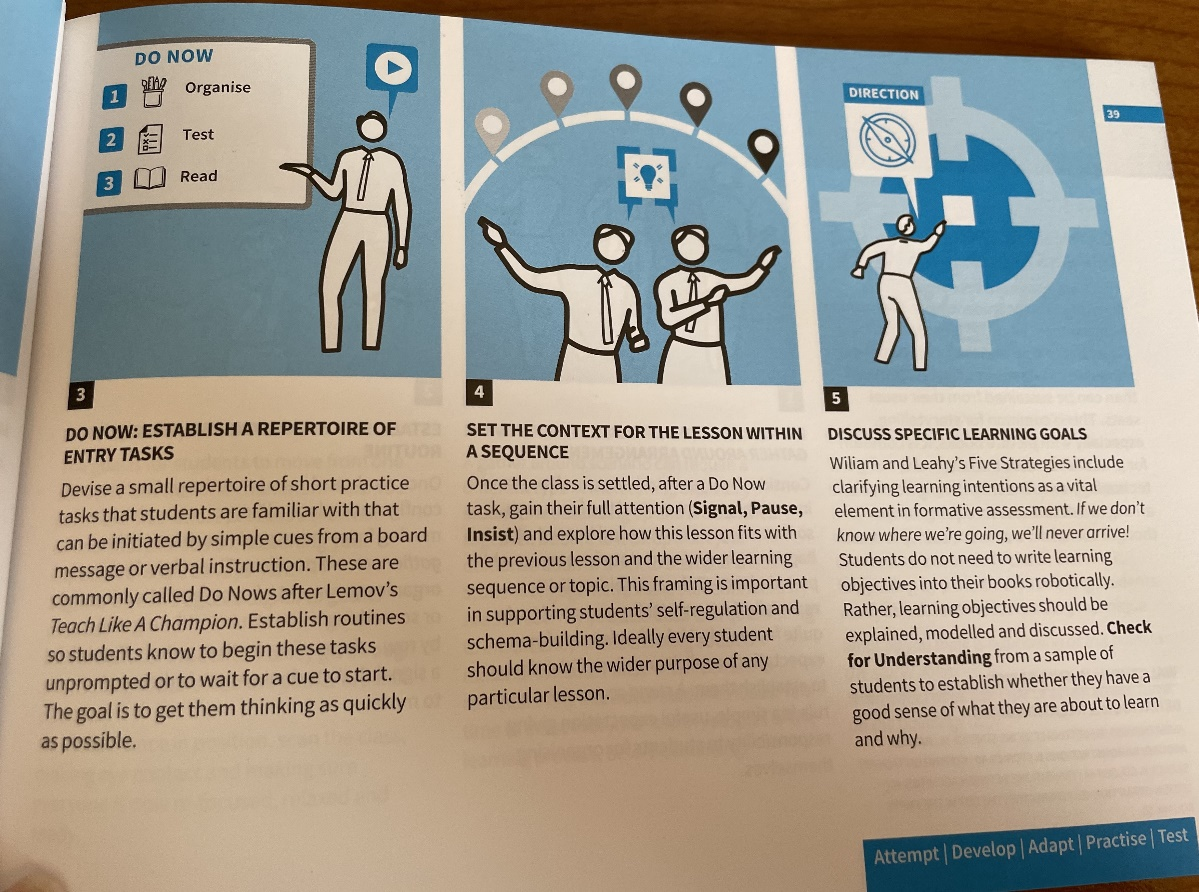 DO NOW
1 Organise
2 Test
3 Read
DIRECTION
39
3
DO NOW: ESTABLISH A REPERTOIRE OF
ENTRY TASKS
Devise a small repertoire of short practice
tasks that students are familiar with that
can be initiated by simple cues from a board
message or verbal instruction. These are
commonly called Do Nows after Lemov's
Teach Like A Champion. Establish routines
so students know to begin these tasks
unprompted or to wait for a cue to start.
The goal is to get them thinking as quickly
as possible.
4
SET THE CONTEXT FOR THE LESSON WITHIN
A SEQUENCE
Once the class is settled, after a Do Now
task, gain their full attention (Signal, Pause,
Insist) and explore how this lesson fits with
the previous lesson and the wider learning
sequence or topic. This framing is important
in supporting students' self-regulation and
schema-building. Ideally every student
should know the wider purpose of any
particular lesson.
5
DISCUSS SPECIFIC LEARNING GOALS
Wiliam and Leahy's Five Strategies include
clarifying learning intentions as a vital
element in formative assessment. If we don't
know where we're going, we'll never arrive!
Students do not need to write learning
objectives into their books robotically.
Rather, learning objectives should be
explained, modelled and discussed. Check
for Understanding from a sample of
students to establish whether they have a
good sense of what they are about to learn
and why.
Attempt | Develop | Adapt | Practise | Test